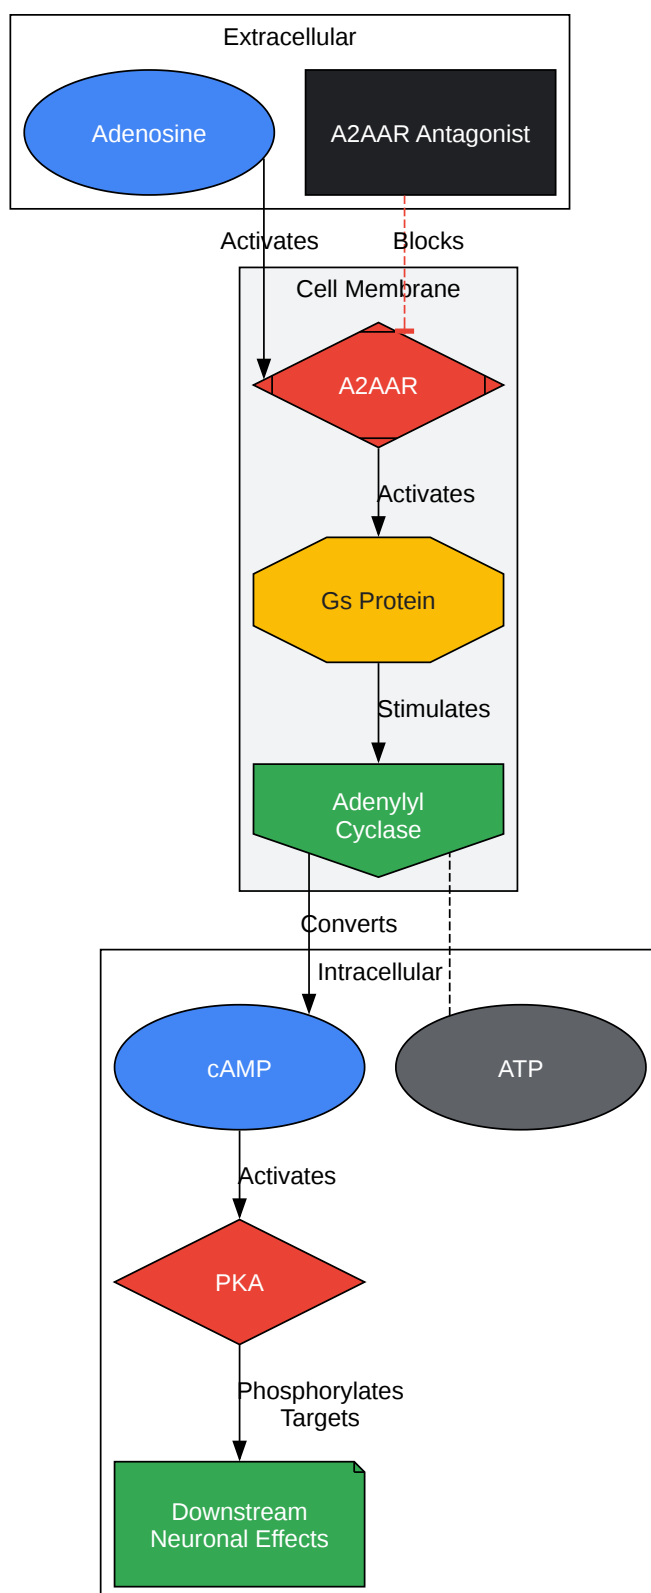 Extracellular
Adenosine
A2AAR Antagonist
Activates
Blocks
Cell Membrane
A2AAR
Activates
Gs Protein
Stimulates
Adenylyl
Cyclase
Converts
Intracellular
cAMP
ATP
Activates
PKA
Phosphorylates
Targets
Downstream
Neuronal Effects